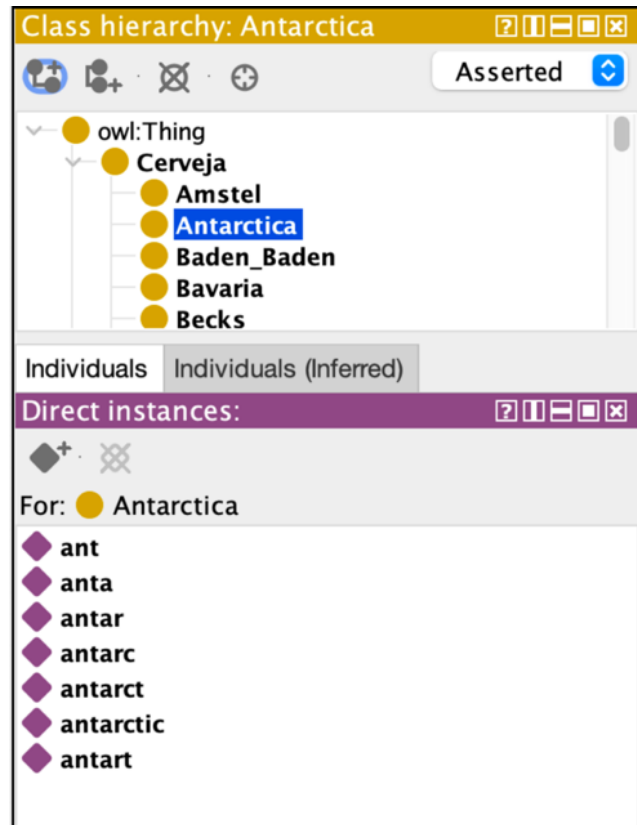 Class hierarchy: Antarctica
Asserted
owl:Thing
Cerveja
Amstel
Antarctica
Baden_Baden
Bavaria
Becks
Individuals Individuals (Inferred)
Direct instances:
For: Antarctica
ant
anta
antar
antarc
antarct
antarctic
antart